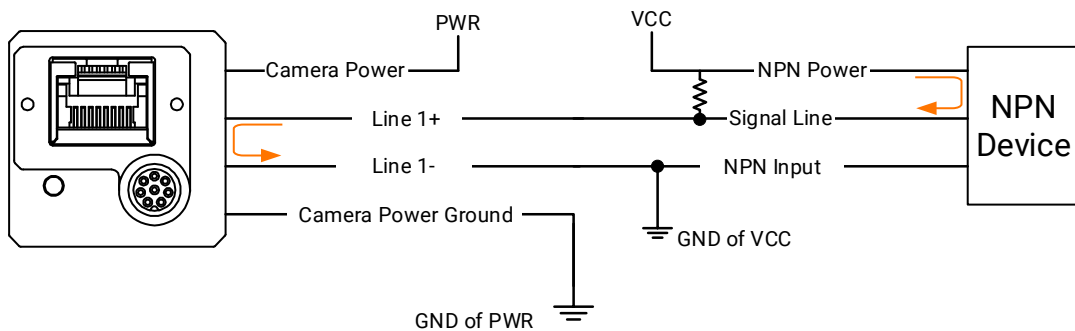 PWR
VCC
Camera Power
NPN Power
Line 1+
Signal Line
NPN
Device
Line 1-
NPN Input
Camera Power Ground
GND of VCC
GND of PWR